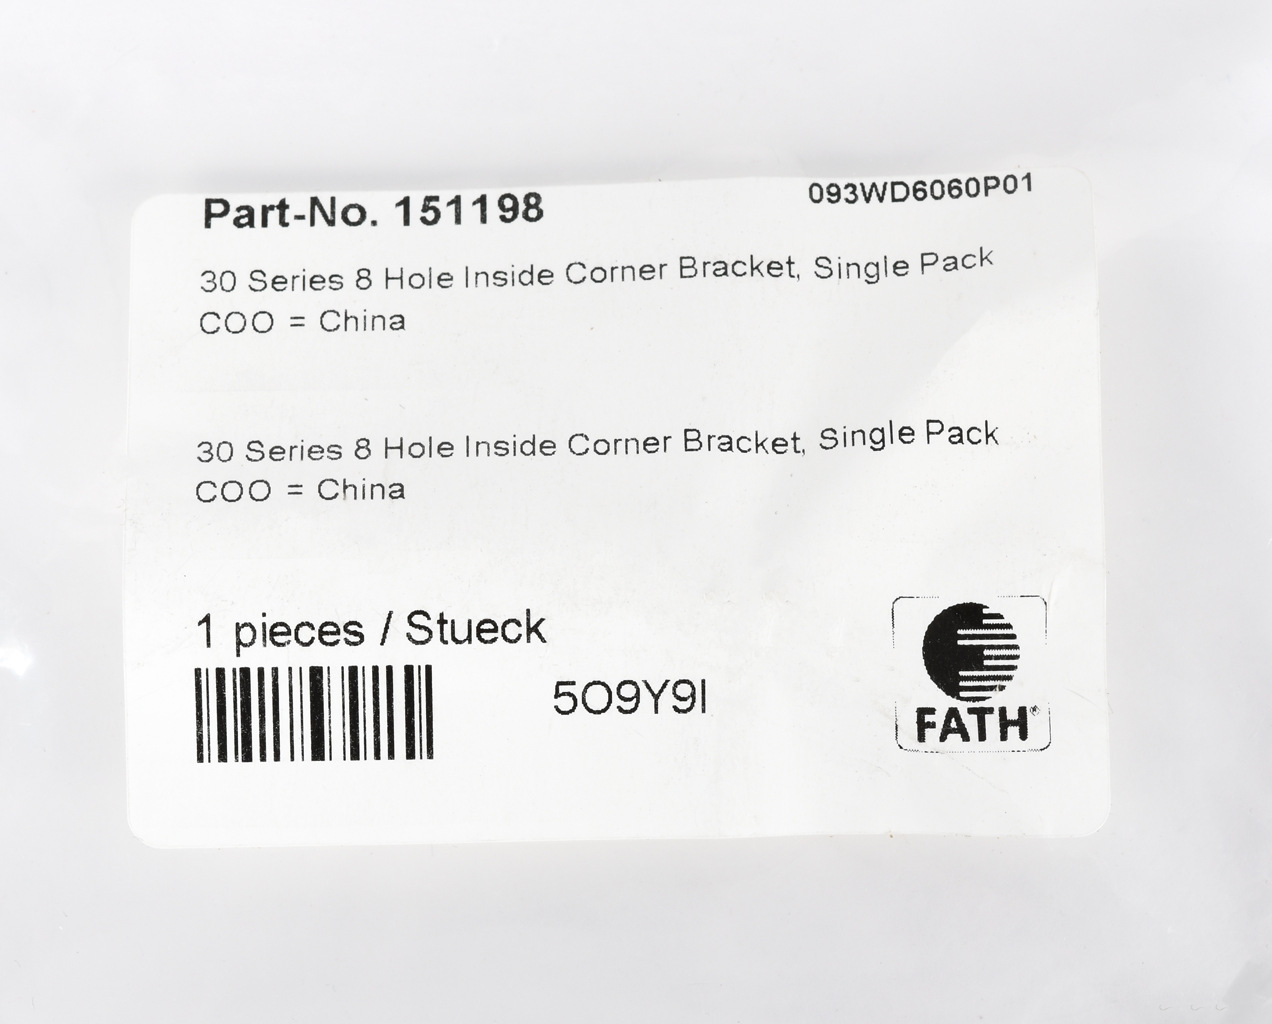 Part-No. 151198
093WD6060P01
30 Series 8 Hole Inside Corner Bracket, Single Pack
COO = China
30 Series 8 Hole Inside Corner Bracket, Single Pack
COO = China
1 pieces / Stueck
5O9Y9I
FATH®